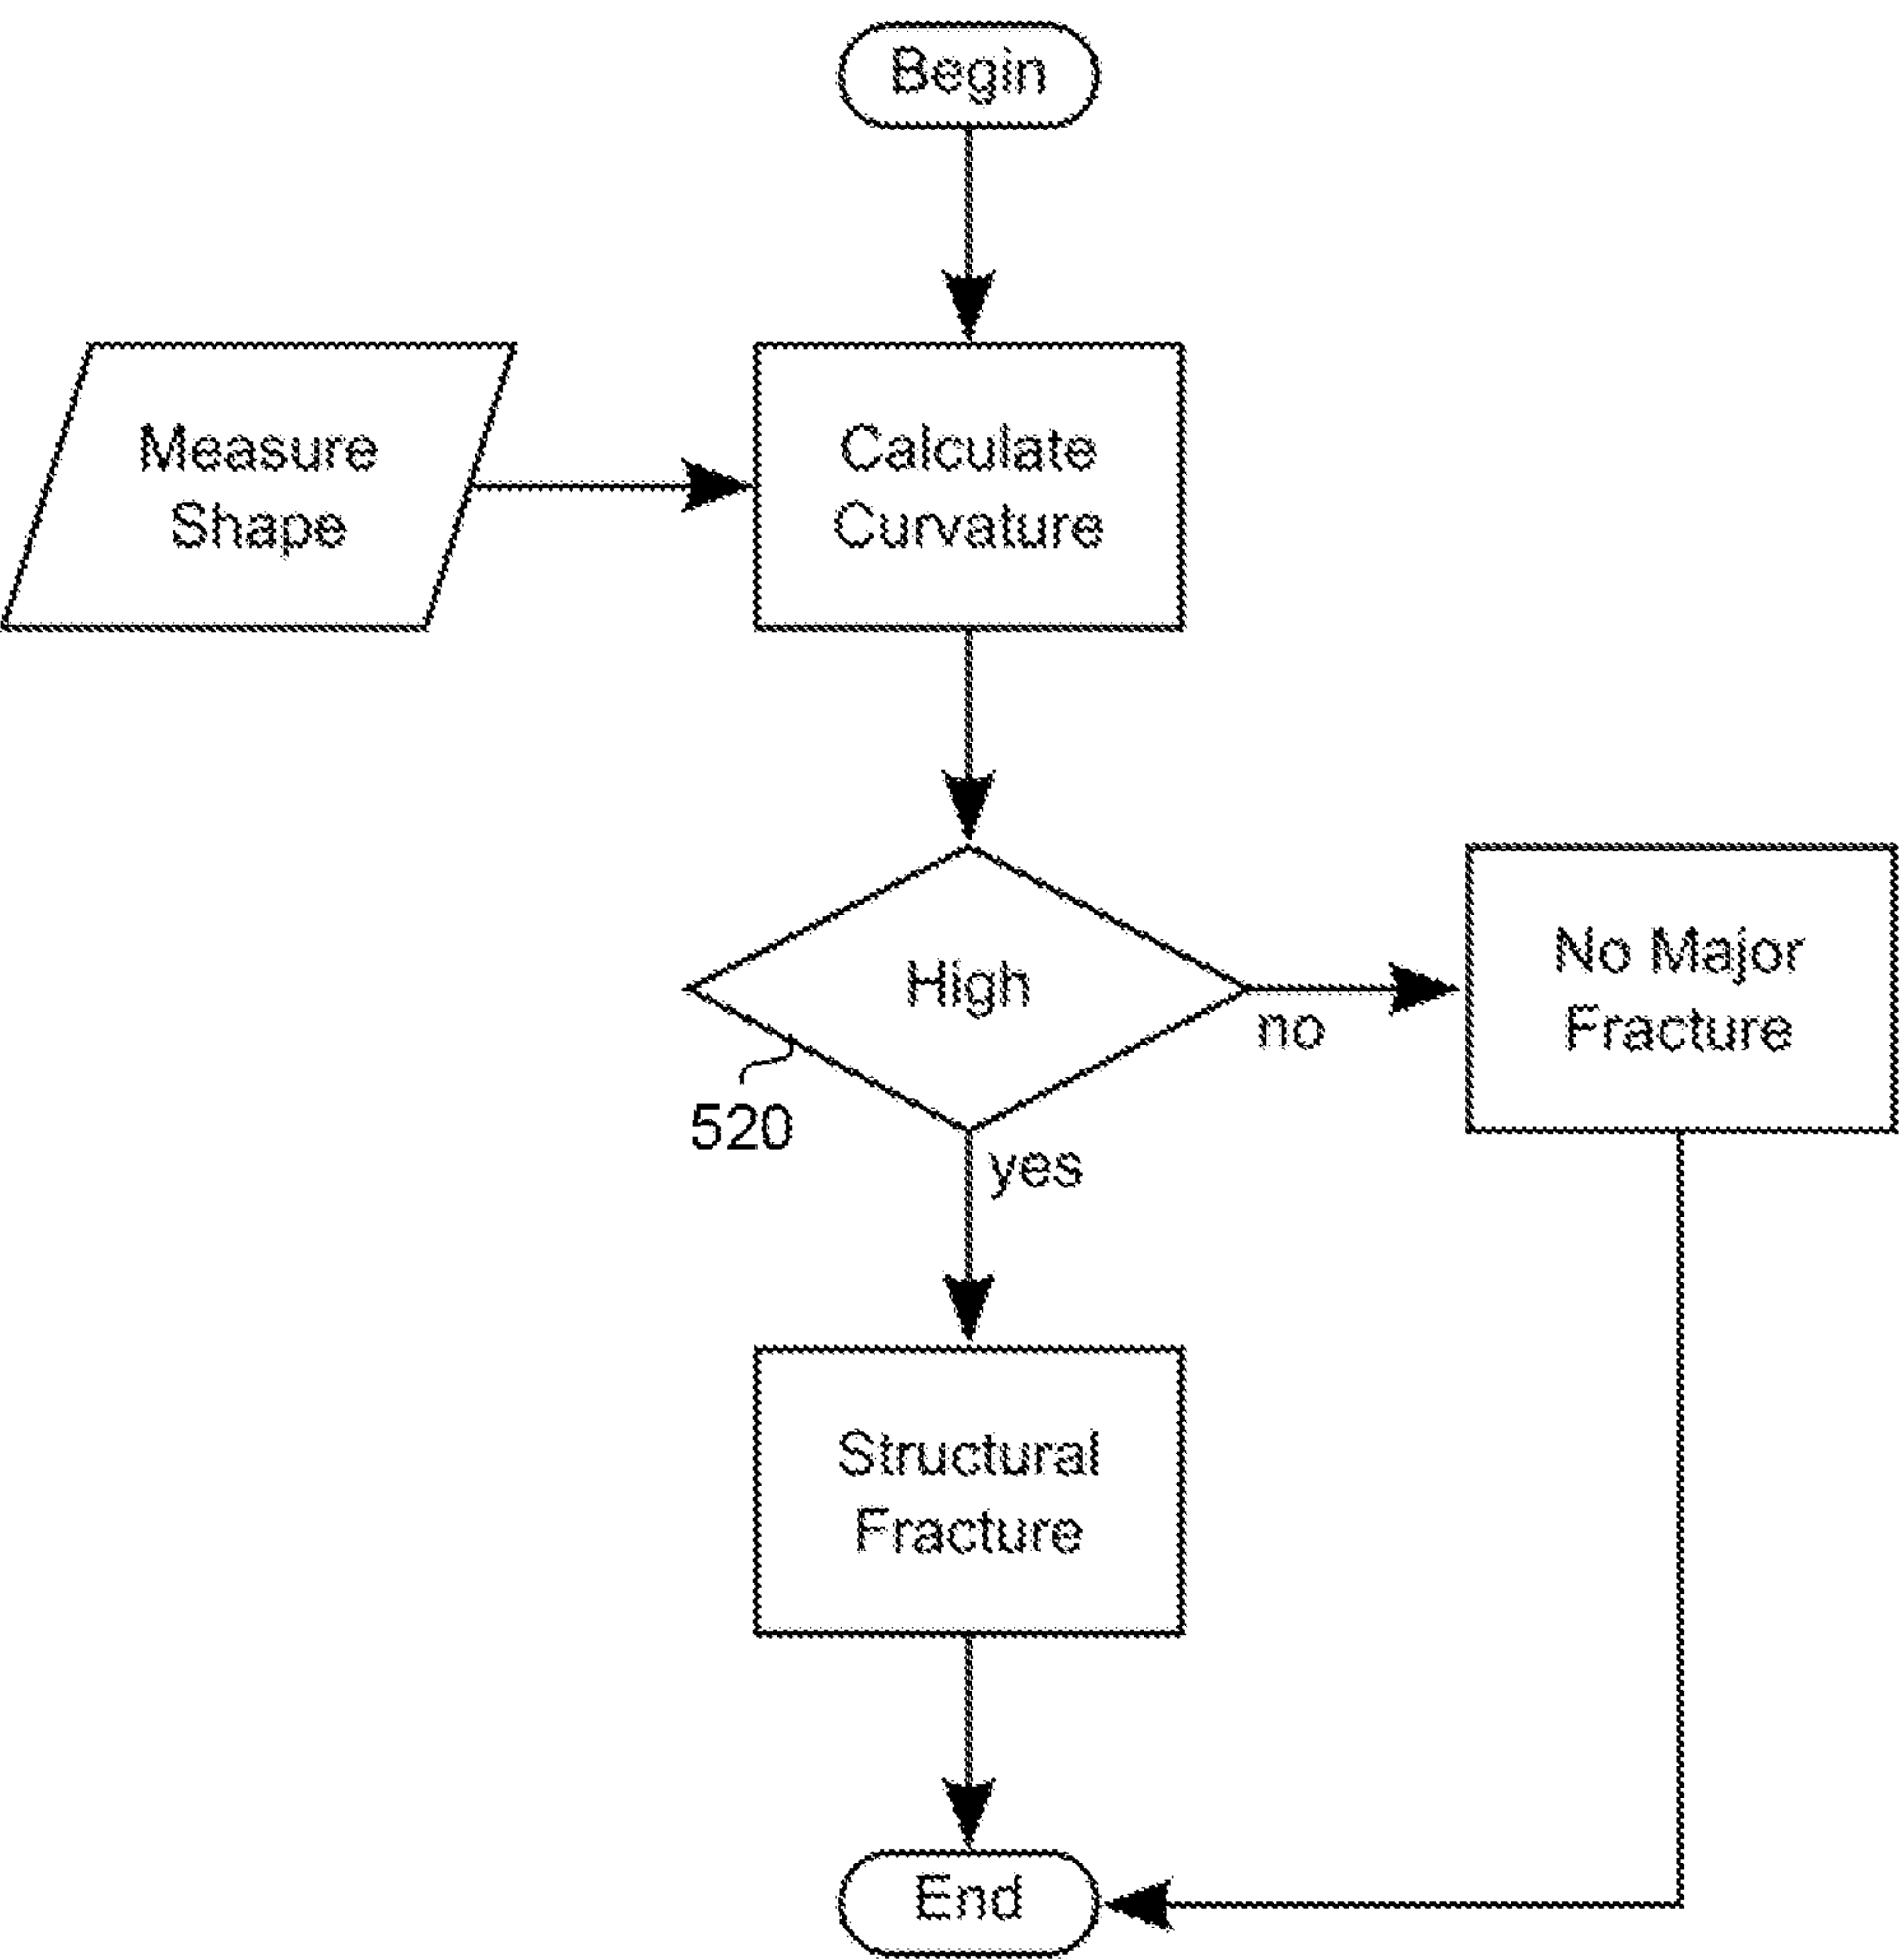 Begin
Measure
Shape
Calculate
Curvature
High
no
No Major
Fracture
520
yes
Structural
Fracture
End